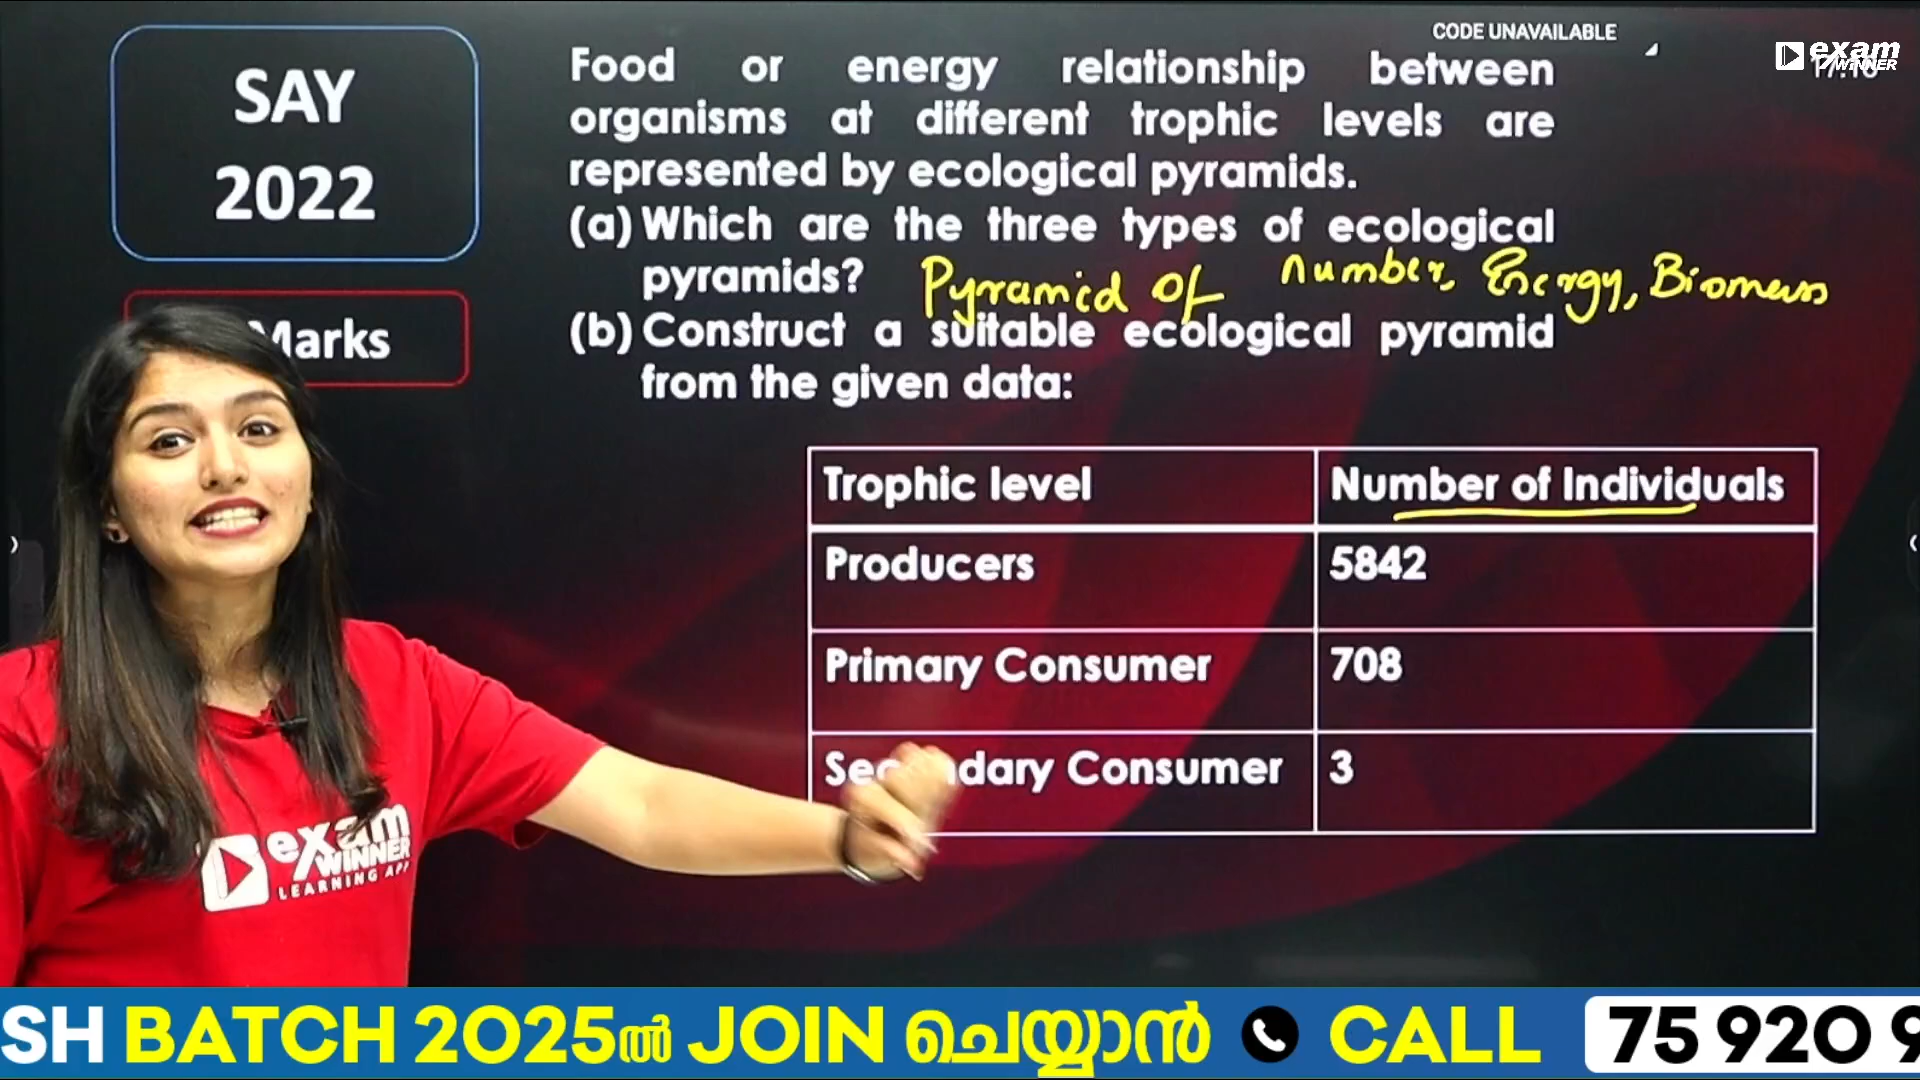 CODE UNAVAILABLE
exam
WINNER
SAY
2022
Marks
Food or energy relationship between
organisms at different trophic levels are
represented by ecological pyramids.
(a) Which are the three types of ecological
pyramids? Pyramid of number, Energy, Biomass
(b) Construct a suitable ecological pyramid
from the given data:
Trophic level Number of Individuals
Producers 5842
Primary Consumer 708
Secondary Consumer 3
exam
WINNER
LEARNING APP
SH BATCH 2025ൽ JOIN ചെയ്യാൻ CALL 75 920 9